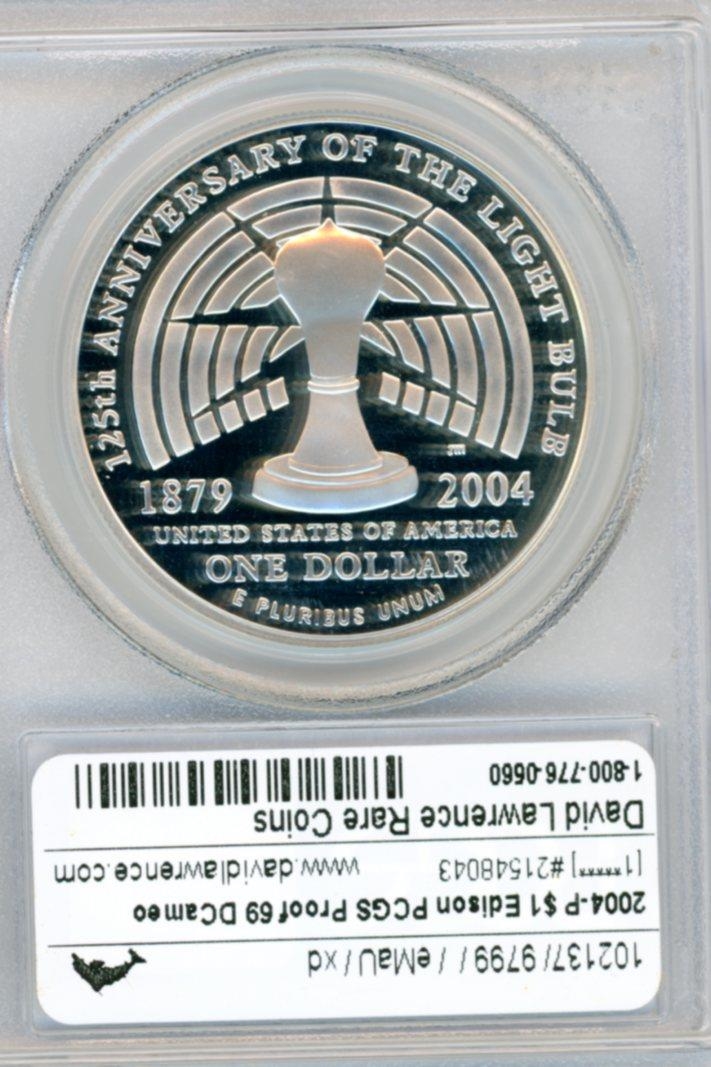 125th ANNIVERSARY OF THE LIGHT BULB
1879 2004
UNITED STATES OF AMERICA
ONE DOLLAR
E PLURIBUS UNUM
102137/ 9799 / / eMaU / xd
2004-P $1 Edison PCGS Proof 69 DCameo
[1*****] #21548043 www.davidlawrence.com
David Lawrence Rare Coins
1-800-776-0560